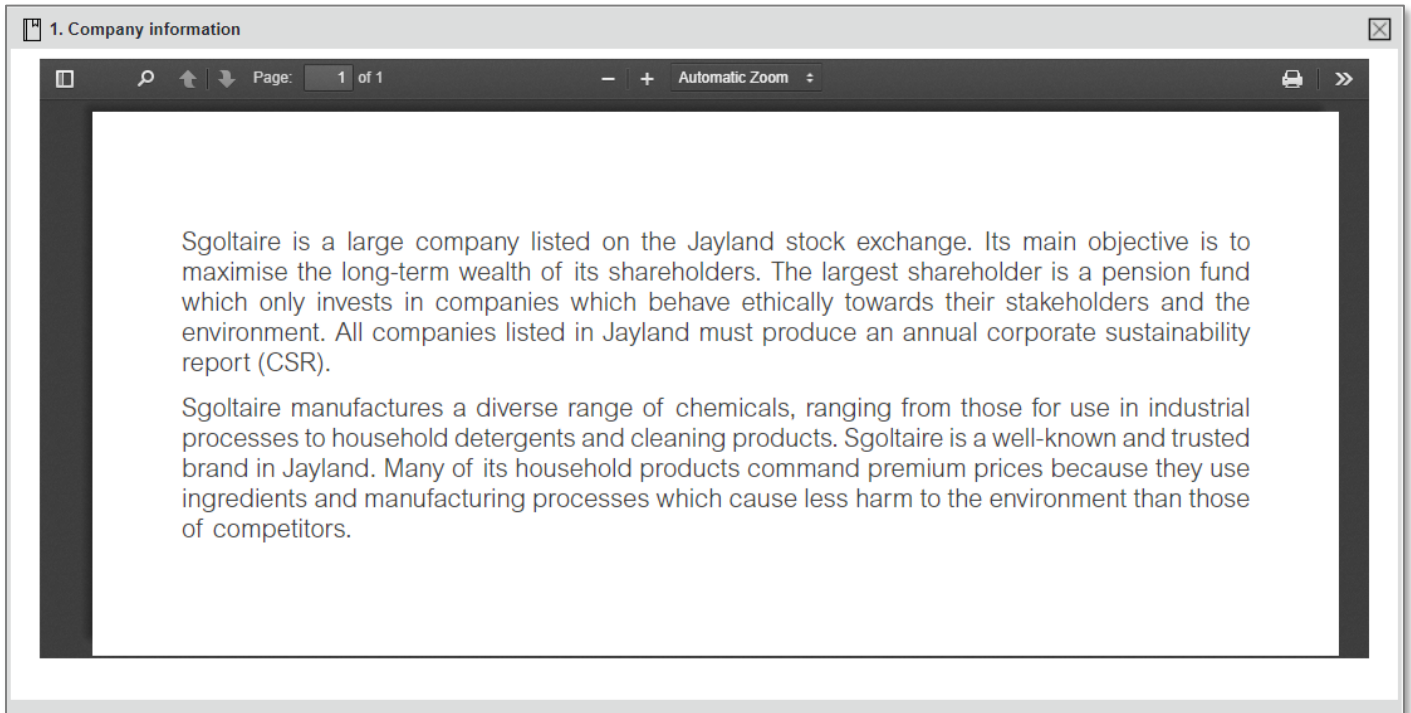 1. Company information
Page: 1 of 1
Automatic Zoom
Sgoltaire is a large company listed on the Jayland stock exchange. Its main objective is to
maximise the long-term wealth of its shareholders. The largest shareholder is a pension fund
which only invests in companies which behave ethically towards their stakeholders and the
environment. All companies listed in Jayland must produce an annual corporate sustainability
report (CSR).
Sgoltaire manufactures a diverse range of chemicals, ranging from those for use in industrial
processes to household detergents and cleaning products. Sgoltaire is a well-known and trusted
brand in Jayland. Many of its household products command premium prices because they use
ingredients and manufacturing processes which cause less harm to the environment than those
of competitors.